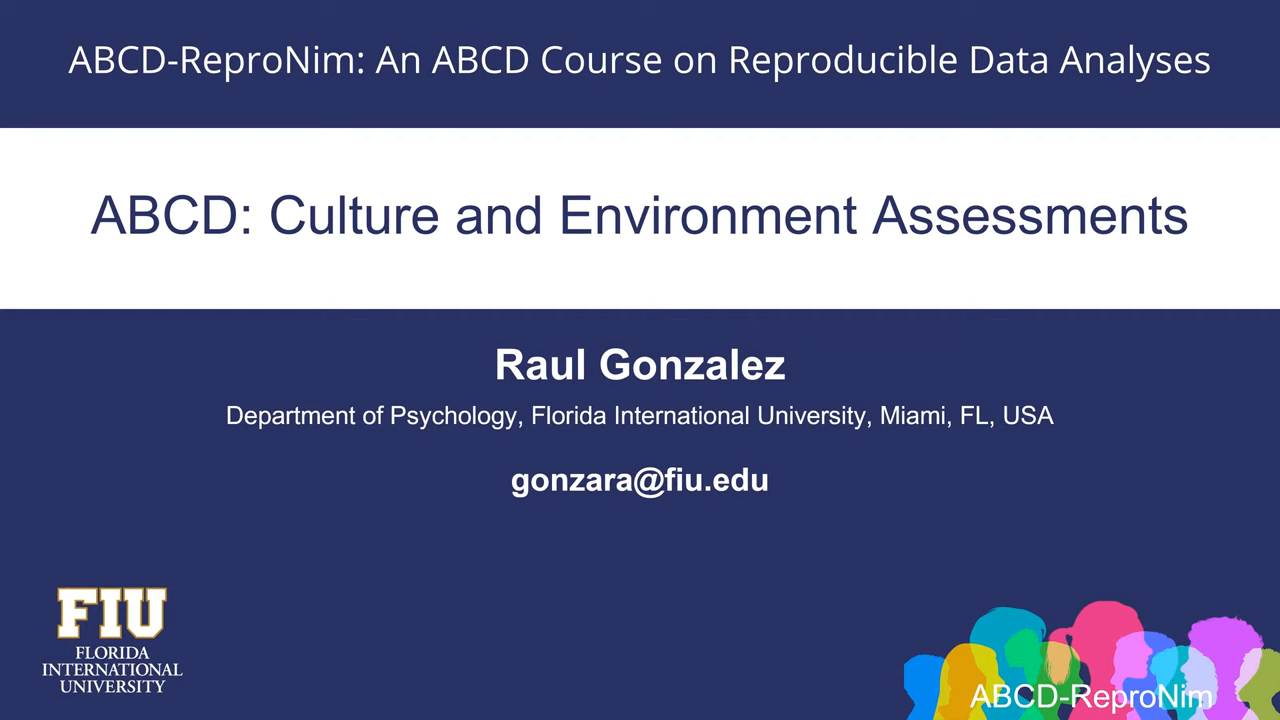 ABCD-ReproNim: An ABCD Course on Reproducible Data Analyses
ABCD: Culture and Environment Assessments
Raul Gonzalez
Department of Psychology, Florida International University, Miami, FL, USA
gonzara@fiu.edu
FIU
FLORIDA
INTERNATIONAL
UNIVERSITY
ABCD-ReproNim